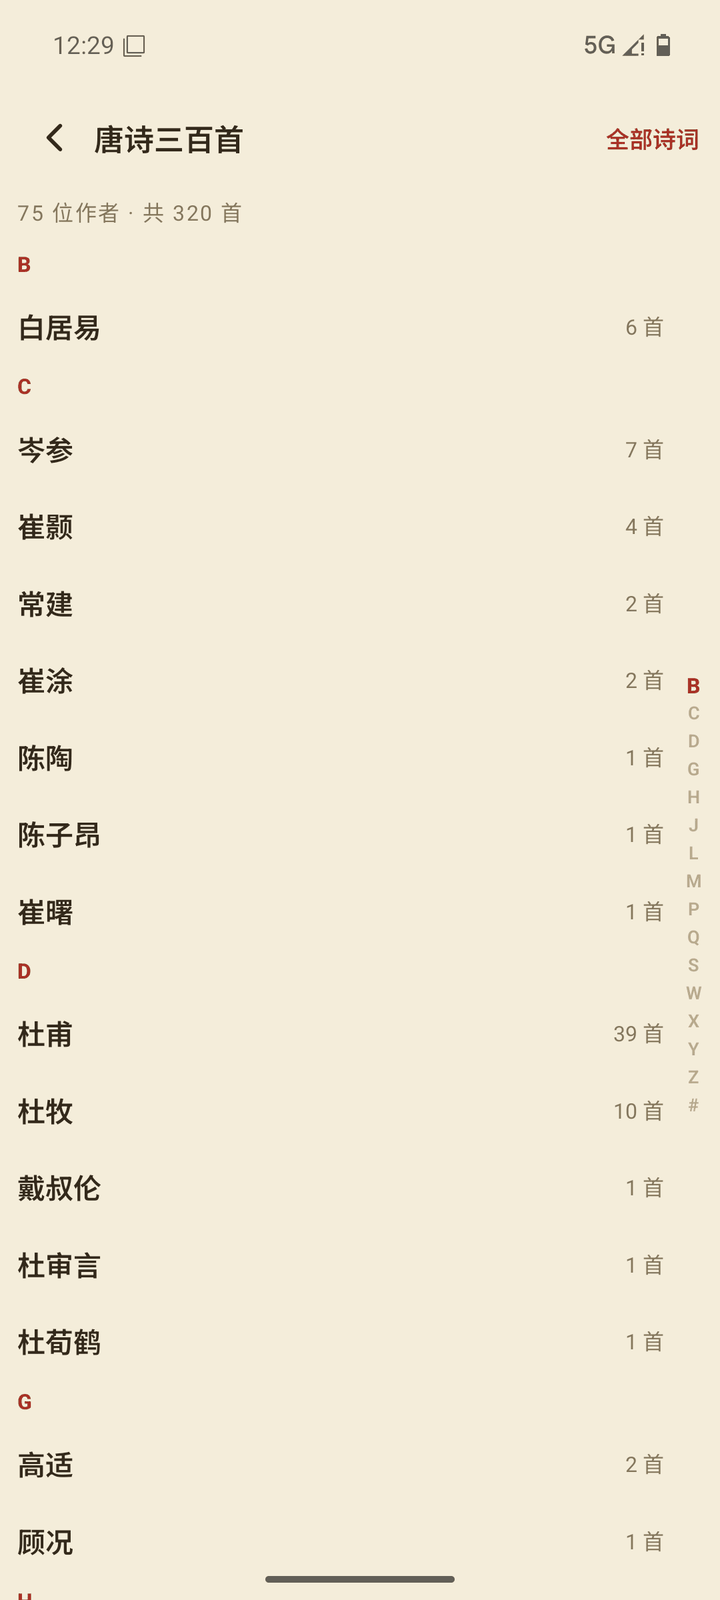 12:29
5G
唐诗三百首
全部诗词
75 位作者 · 共 320 首
B
白居易 6 首
C
岑参 7 首
崔颢 4 首
常建 2 首
崔涂 2 首
陈陶 1 首
陈子昂 1 首
崔曙 1 首
D
杜甫 39 首
杜牧 10 首
戴叔伦 1 首
杜审言 1 首
杜荀鹤 1 首
G
高适 2 首
顾况 1 首
B
C
D
G
H
J
L
M
P
Q
S
W
X
Y
Z
#